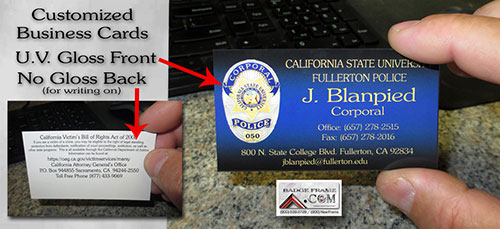 Customized
Business Cards
U.V. Gloss Front
No Gloss Back
(for writing on)
CALIFORNIA STATE UNIVERSI
FULLERTON POLICE
J. Blanpied
Corporal
Office: (657) 278-2515
Fax: (657) 278-2016
800 N. State College Blvd. Fullerton, CA 92834
jblanpied@fullerton.edu
CORPORAL
POLICE
050
California Victim's Bill of Rights Act of
California Attorney General's Office
P.O. Box 944255 Sacramento, CA 94244-2550
Toll Free Phone (877) 433-9069
BADGE FRAME
.COM